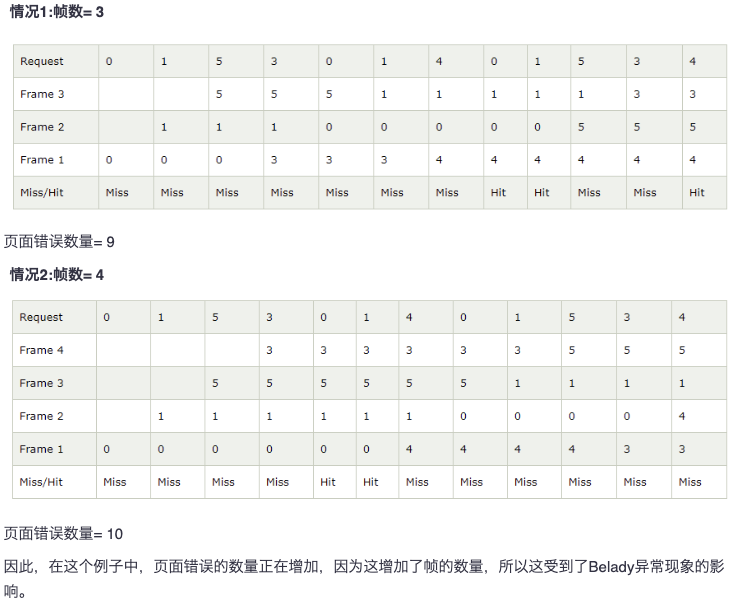 情况1:帧数= 3
Request 0 1 5 3 0 1 4 0 1 5 3 4
Frame 3 5 5 5 1 1 1 1 1 3 3
Frame 2 1 1 1 0 0 0 0 0 5 5 5
Frame 1 0 0 0 3 3 3 4 4 4 4 4 4
Miss/Hit Miss Miss Miss Miss Miss Miss Miss Hit Hit Miss Miss Hit
页面错误数量= 9
情况2:帧数= 4
Request 0 1 5 3 0 1 4 0 1 5 3 4
Frame 4 3 3 3 3 3 3 5 5 5
Frame 3 5 5 5 5 5 5 1 1 1 1
Frame 2 1 1 1 1 1 1 0 0 0 0 4
Frame 1 0 0 0 0 0 0 4 4 4 4 3 3
Miss/Hit Miss Miss Miss Miss Hit Hit Miss Miss Miss Miss Miss Miss
页面错误数量= 10
因此，在这个例子中，页面错误的数量正在增加，因为这增加了帧的数量，所以这受到了Belady异常现象的影
响。